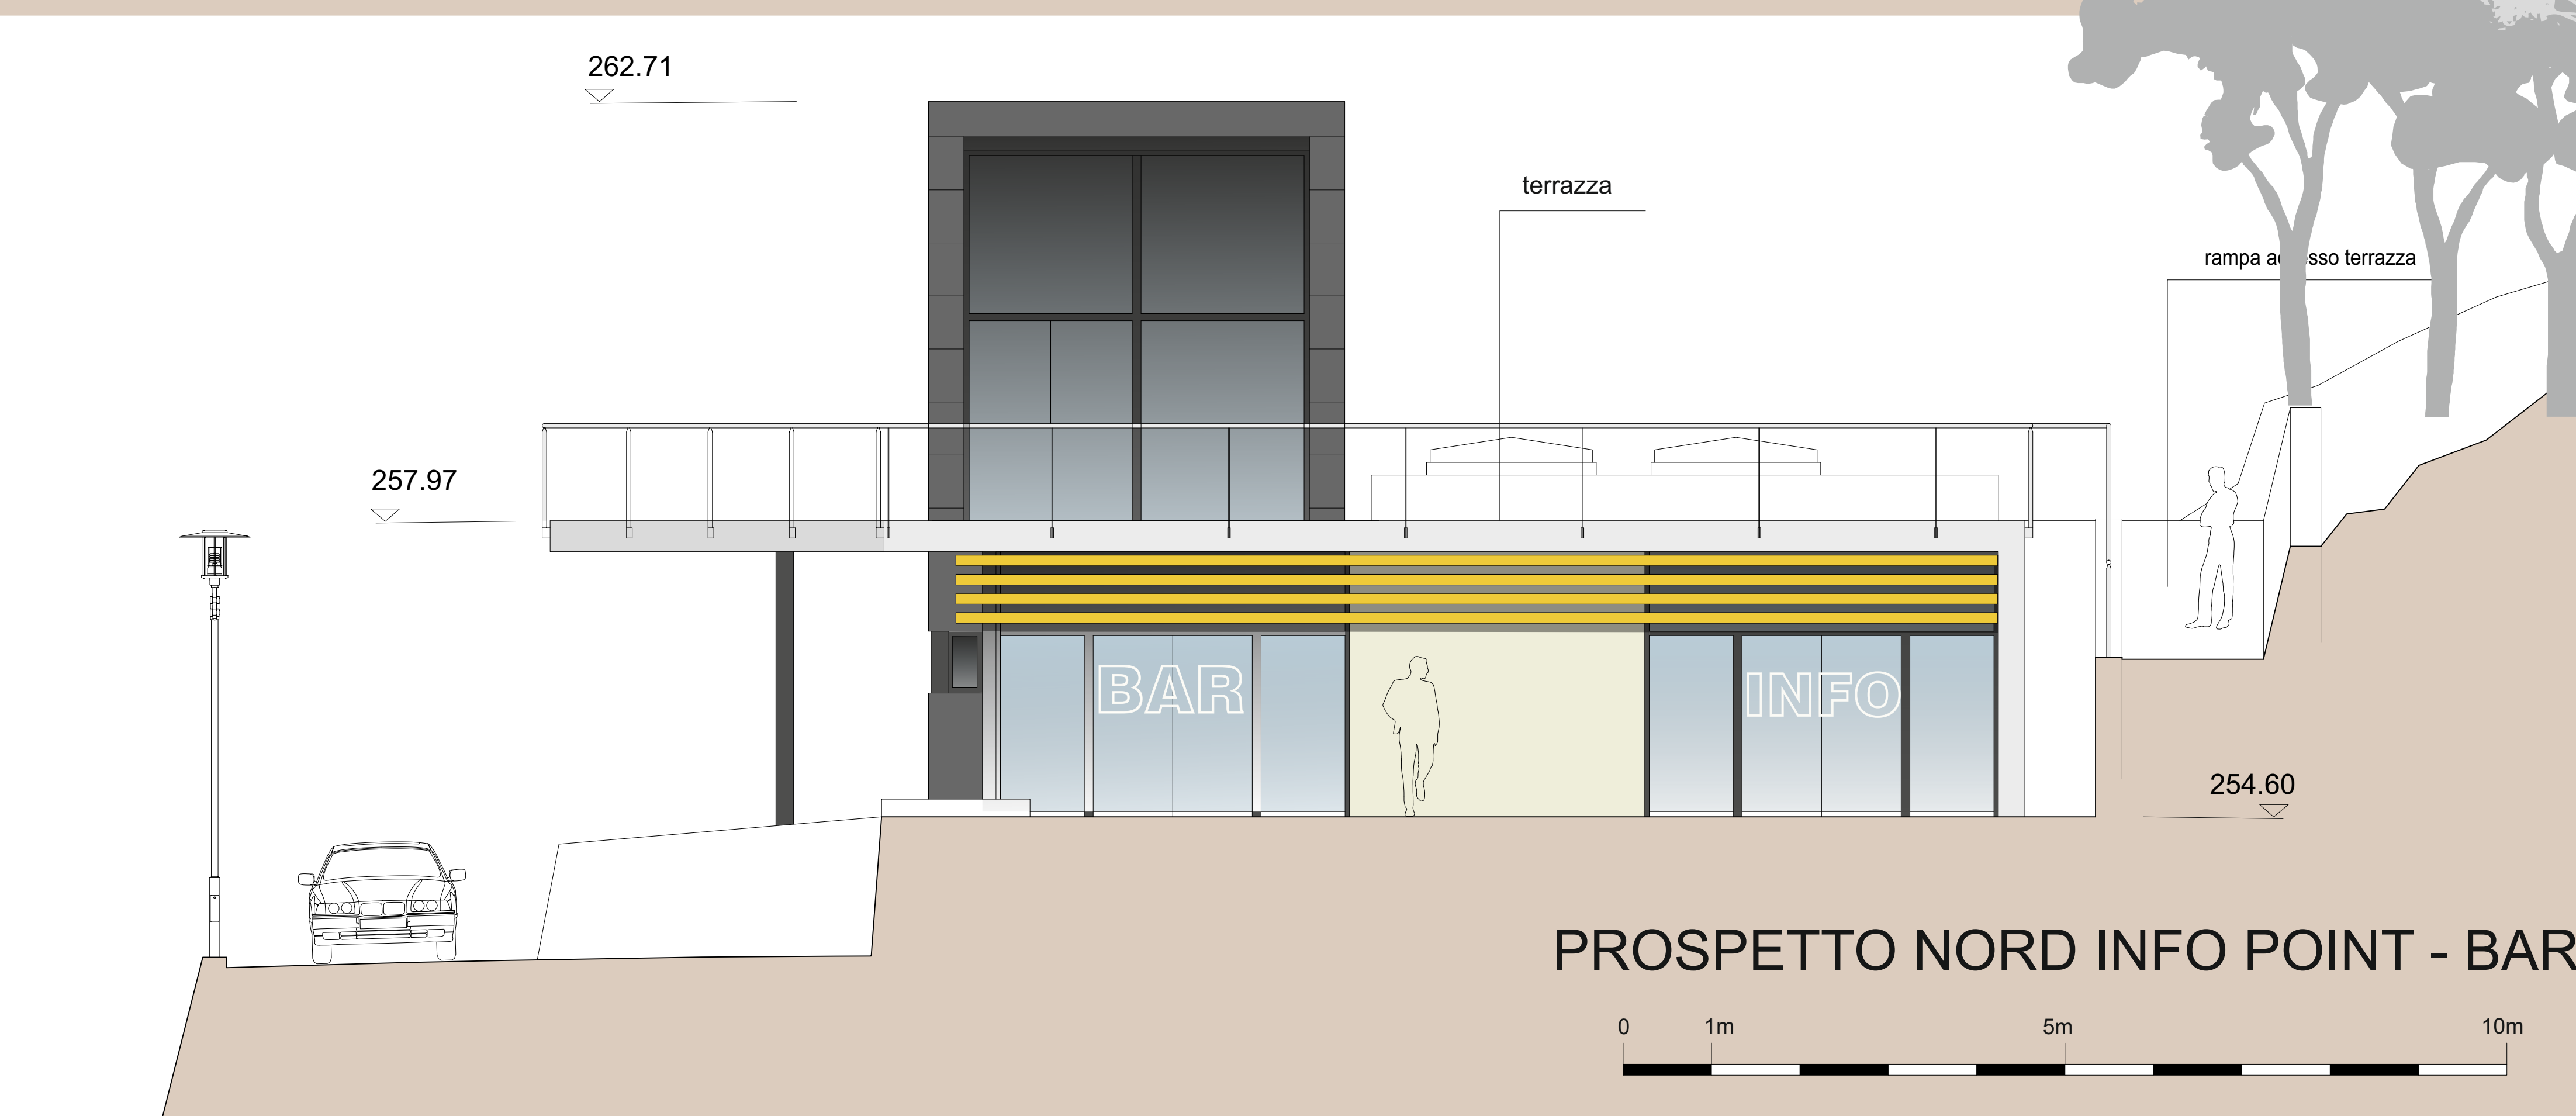 262.71
terrazza
rampa a esso terrazza
257.97
BAR
INFO
254.60
PROSPETTO NORD INFO POINT - BAR
0 1m 5m 10m